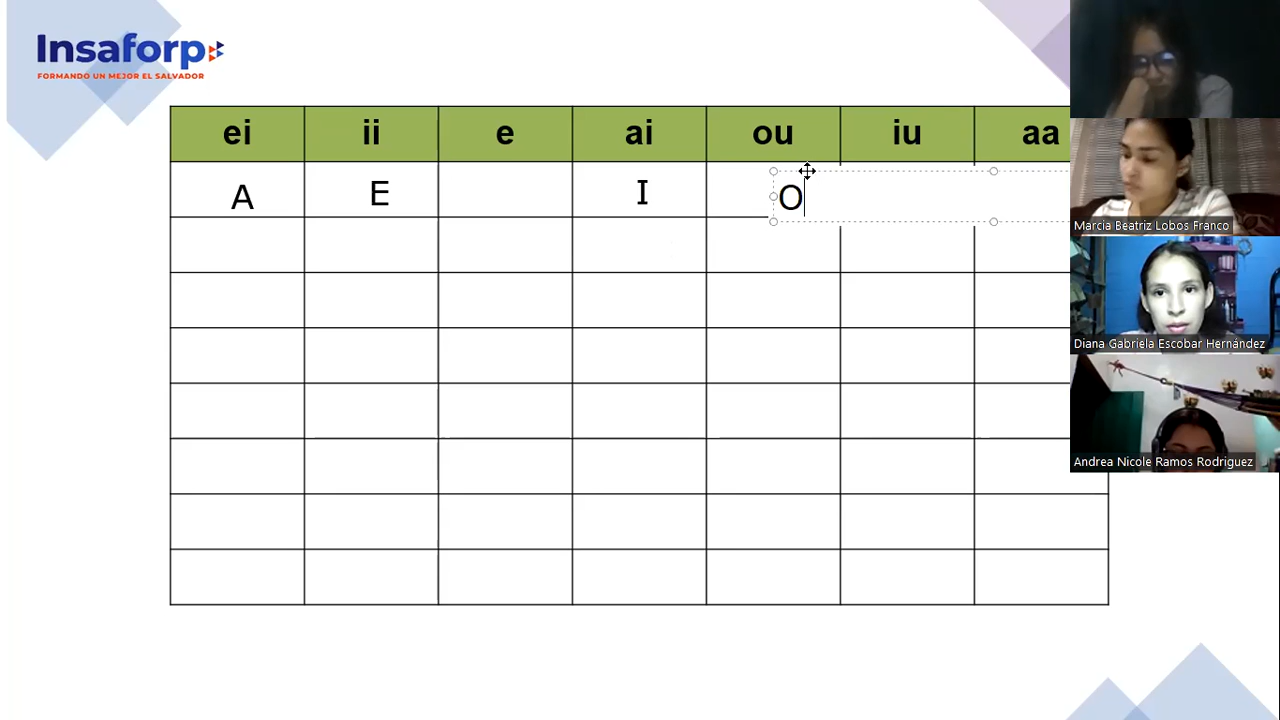 Insaforp
FORMANDO UN MEJOR EL SALVADOR
ei ii e ai ou iu aa
A E I O
Marcia Beatriz Lobos Franco
Diana Gabriela Escobar Hernández
Andrea Nicole Ramos Rodriguez